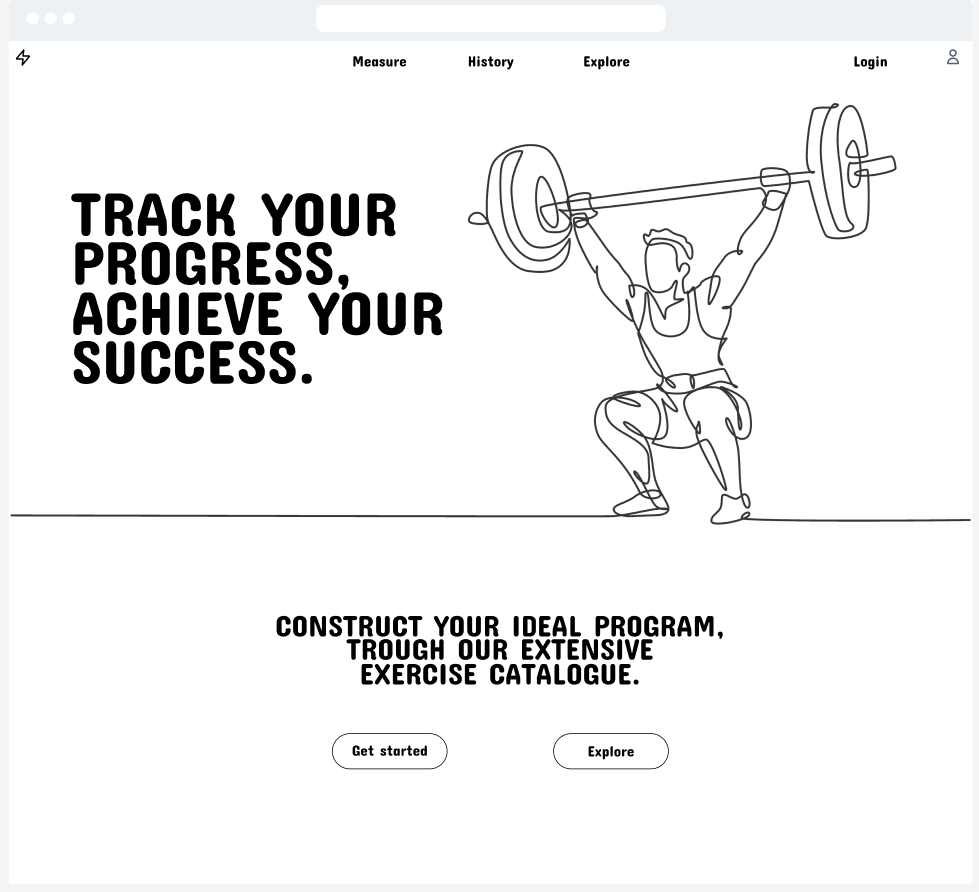 Measure History Explore Login
TRACK YOUR
PROGRESS,
ACHIEVE YOUR
SUCCESS.
CONSTRUCT YOUR IDEAL PROGRAM,
TROUGH OUR EXTENSIVE
EXERCISE CATALOGUE.
Get started Explore